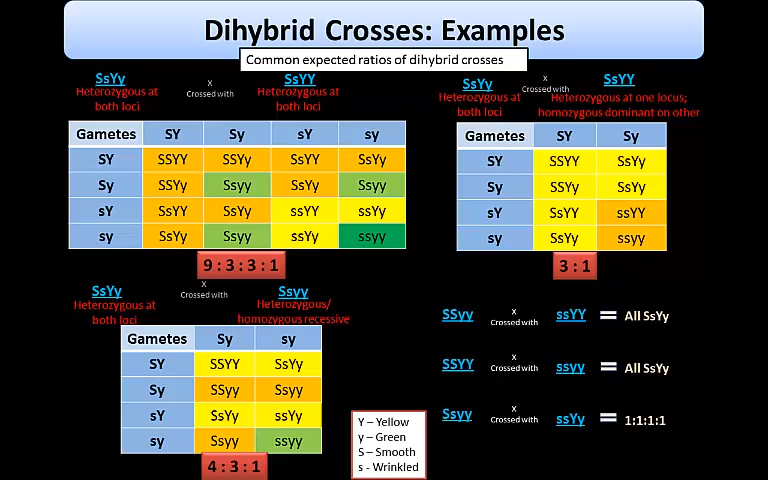 Dihybrid Crosses: Examples
Common expected ratios of dihybrid crosses
SsYy x SsYY
Heterozygous at Crossed with Heterozygous at
both loci both loci
Gametes SY Sy sY sy
SY SSYY SSYy SsYY SsYy
Sy SSYy Ssyy SsYy Ssyy
sY SsYY SsYy ssYY ssYy
sy SsYy Ssyy ssYy ssyy
9 : 3 : 3 : 1
SsYy x SsYY
Heterozygous at Crossed with Heterozygous at one locus;
both loci homozygous dominant on other
Gametes SY Sy
SY SSYY SsYy
Sy SSYy SsYy
sY SsYY SsYY
sy SsYy ssyy
3 : 1
SsYy x Ssyy
Heterozygous at Crossed with Heterozygous/
both loci homozygous recessive
Gametes Sy sy
SY SSYY SsYy
Sy SSyy Ssyy
sY SsYy SsYy
sy Ssyy ssyy
4 : 3 : 1
SSyy x Crossed with ssYY = All SsYy
SSYY x Crossed with ssyy = All SsYy
Ssyy x Crossed with ssYy = 1:1:1:1
Y – Yellow
y – Green
S – Smooth
s - Wrinkled